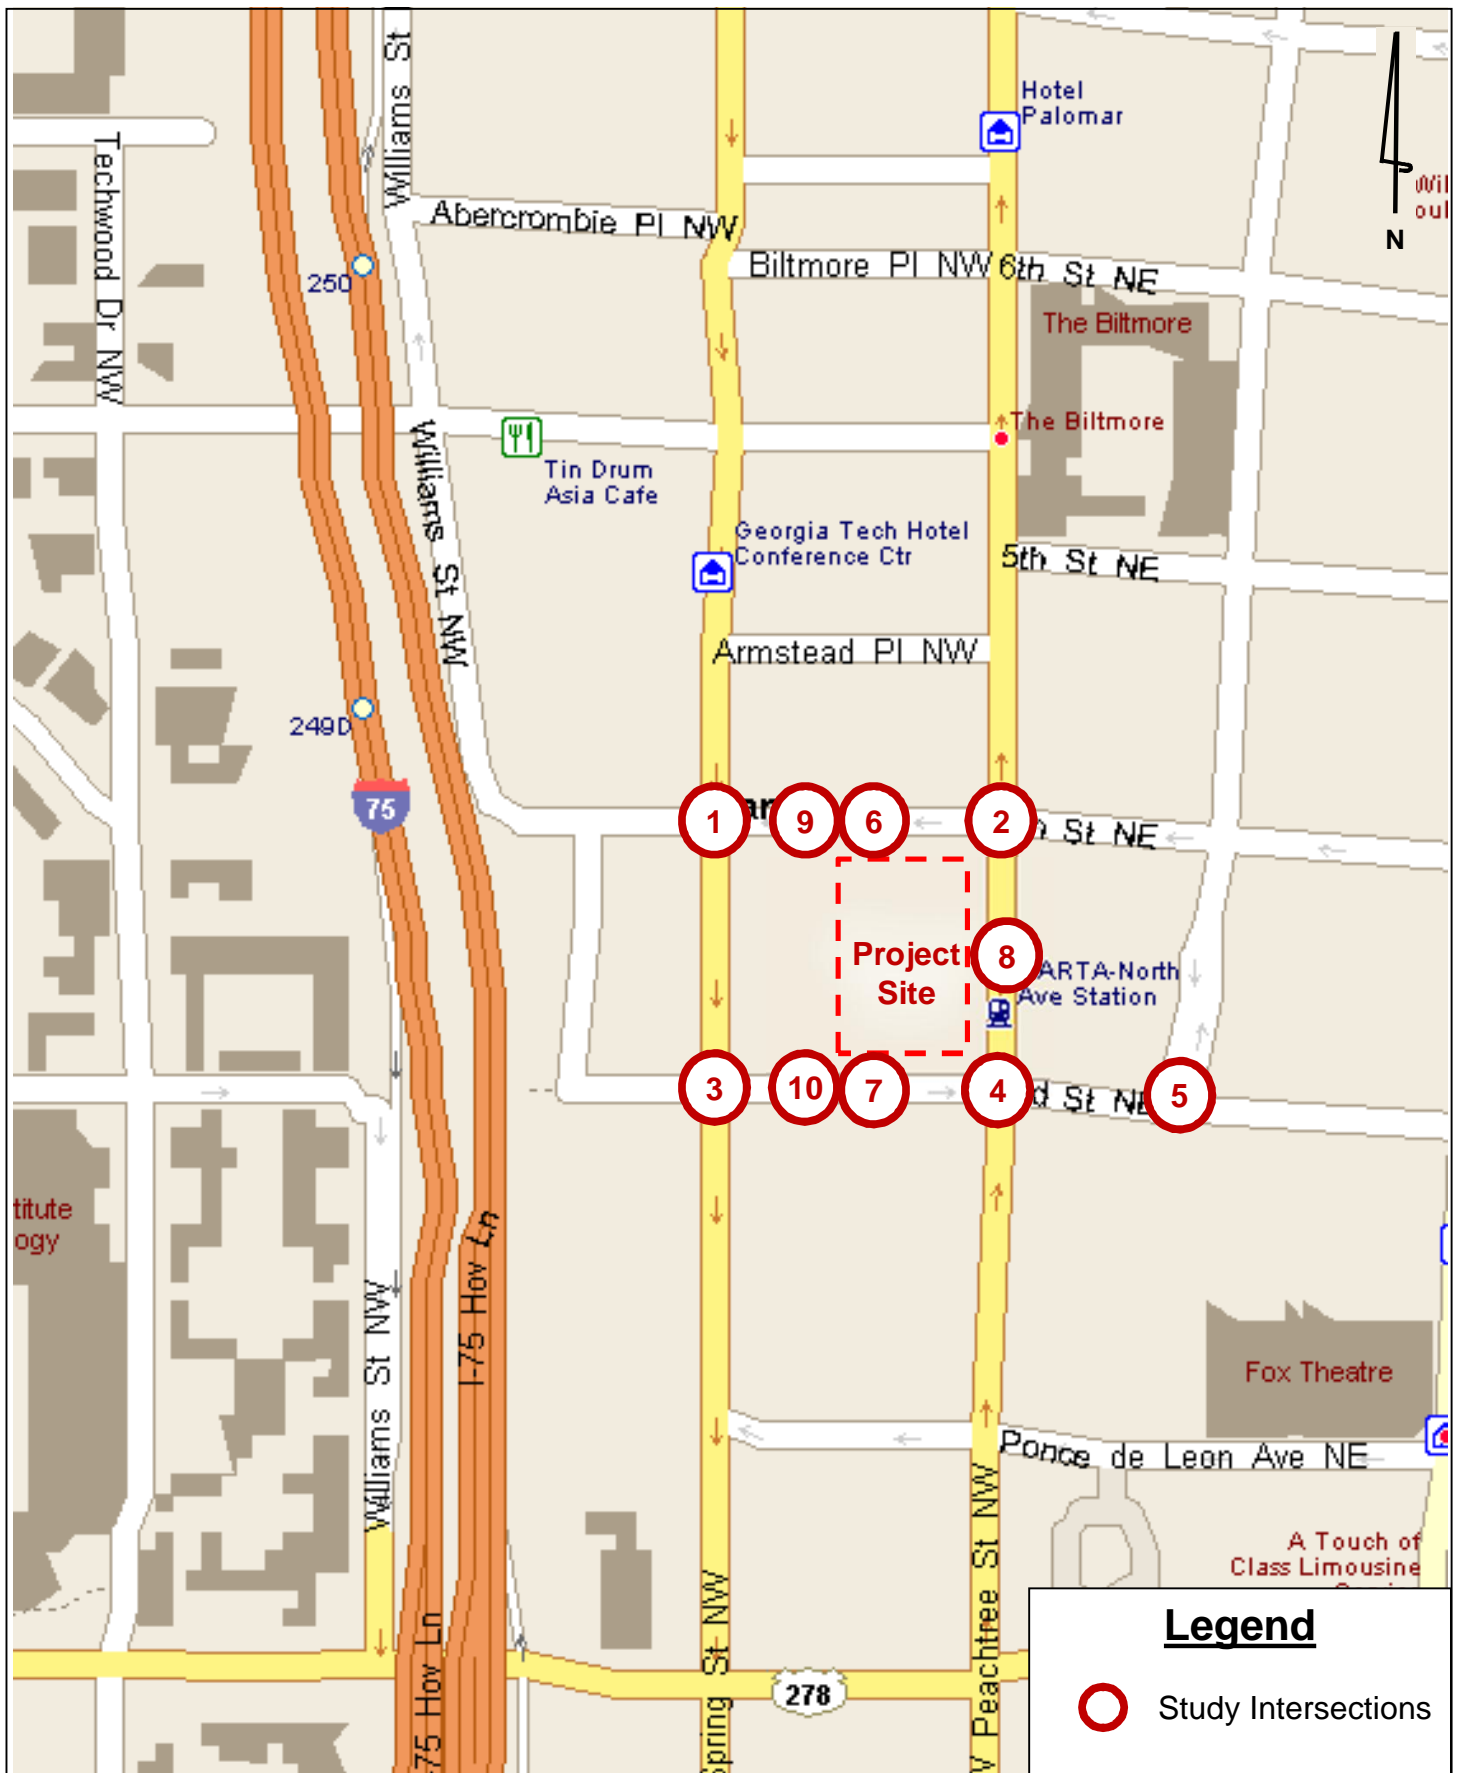 Williams St
Hotel
Palomar
Techwood Dr NW
Wil
oul
N
Abercrombie Pl NW
Biltmore Pl NW
6th St NE
250
The Biltmore
The Biltmore
Williams St NW
Tin Drum
Asia Cafe
Georgia Tech Hotel
Conference Ctr
5th St NE
Armstead Pl NW
249D
75
1
9
6
2
St NE
Project
Site
8
ARTA-North
Ave Station
3
10
7
4
d St NE
5
titute
ogy
I-75 Hov Ln
Williams St NW
Fox Theatre
Ponce de Leon Ave NE
A Touch of
Class Limousine
Spring St NW
W Peachtree St NW
-75 Hov Ln
278
Legend
Study Intersections